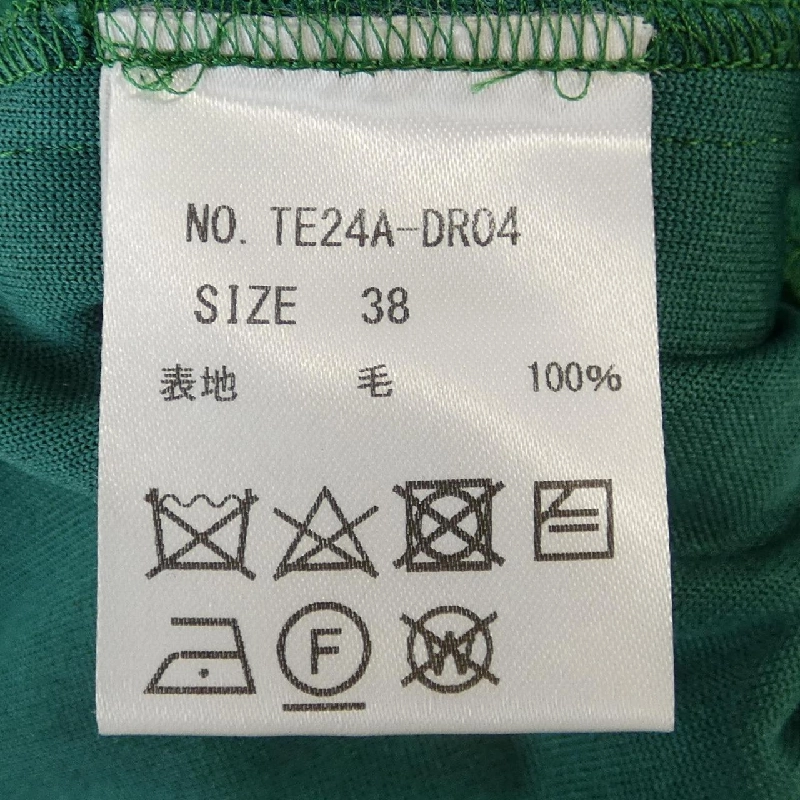 NO. TE24A-DR04
SIZE 38
表地 毛 100%
F W